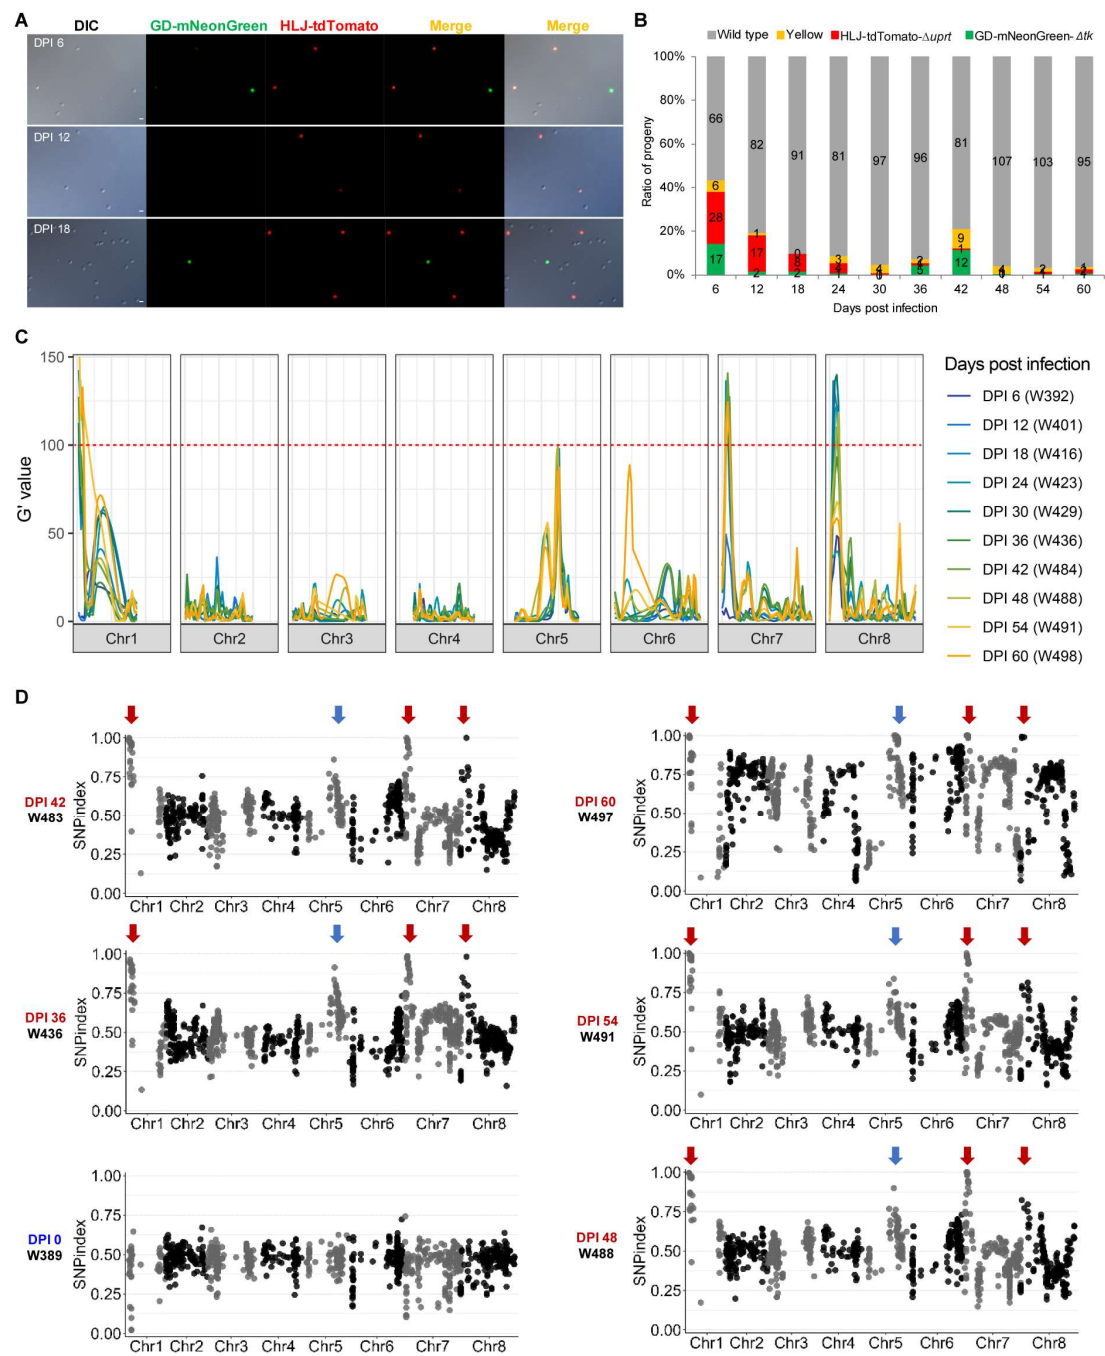 A
DIC
GD-mNeonGreen
HLJ-tdTomato
Merge
Merge
DPI 6
DPI 12
DPI 18
B
Wild type
Yellow
HLJ-tdTomato-Δuprt
GD-mNeonGreen-Δtk
100%
80%
60%
40%
20%
0%
Ratio of progeny
66
6
28
17
82
1
17
2
91
0
8
2
81
3
97
4
96
2
5
81
9
1
12
107
4
103
2
95
1
6 12 18 24 30 36 42 48 54 60
Days post infection
C
150
100
50
0
G' value
Chr1 Chr2 Chr3 Chr4 Chr5 Chr6 Chr7 Chr8
Days post infection
DPI 6 (W392)
DPI 12 (W401)
DPI 18 (W416)
DPI 24 (W423)
DPI 30 (W429)
DPI 36 (W436)
DPI 42 (W484)
DPI 48 (W488)
DPI 54 (W491)
DPI 60 (W498)
D
DPI 42
W483
SNPindex
1.00
0.75
0.50
0.25
0.00
Chr1 Chr2 Chr3 Chr4 Chr5 Chr6 Chr7 Chr8
DPI 60
W497
SNPindex
1.00
0.75
0.50
0.25
0.00
Chr1 Chr2 Chr3 Chr4 Chr5 Chr6 Chr7 Chr8
DPI 36
W436
SNPindex
1.00
0.75
0.50
0.25
0.00
Chr1 Chr2 Chr3 Chr4 Chr5 Chr6 Chr7 Chr8
DPI 54
W491
SNPindex
1.00
0.75
0.50
0.25
0.00
Chr1 Chr2 Chr3 Chr4 Chr5 Chr6 Chr7 Chr8
DPI 0
W389
SNPindex
1.00
0.75
0.50
0.25
0.00
Chr1 Chr2 Chr3 Chr4 Chr5 Chr6 Chr7 Chr8
DPI 48
W488
SNPindex
1.00
0.75
0.50
0.25
0.00
Chr1 Chr2 Chr3 Chr4 Chr5 Chr6 Chr7 Chr8